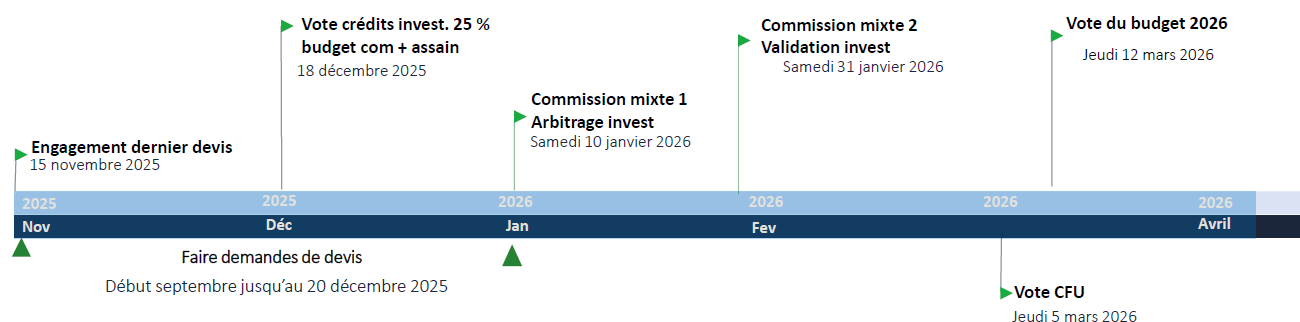 Vote crédits invest. 25 %
budget com + assain
18 décembre 2025
Commission mixte 2
Validation invest
Samedi 31 janvier 2026
Vote du budget 2026
Jeudi 12 mars 2026
Commission mixte 1
Arbitrage invest
Samedi 10 janvier 2026
Engagement dernier devis
15 novembre 2025
2025 2025 2026 2026 2026 2026
Nov Déc Jan Fev Avril
Faire demandes de devis
Début septembre jusqu’au 20 décembre 2025
Vote CFU
Jeudi 5 mars 2026